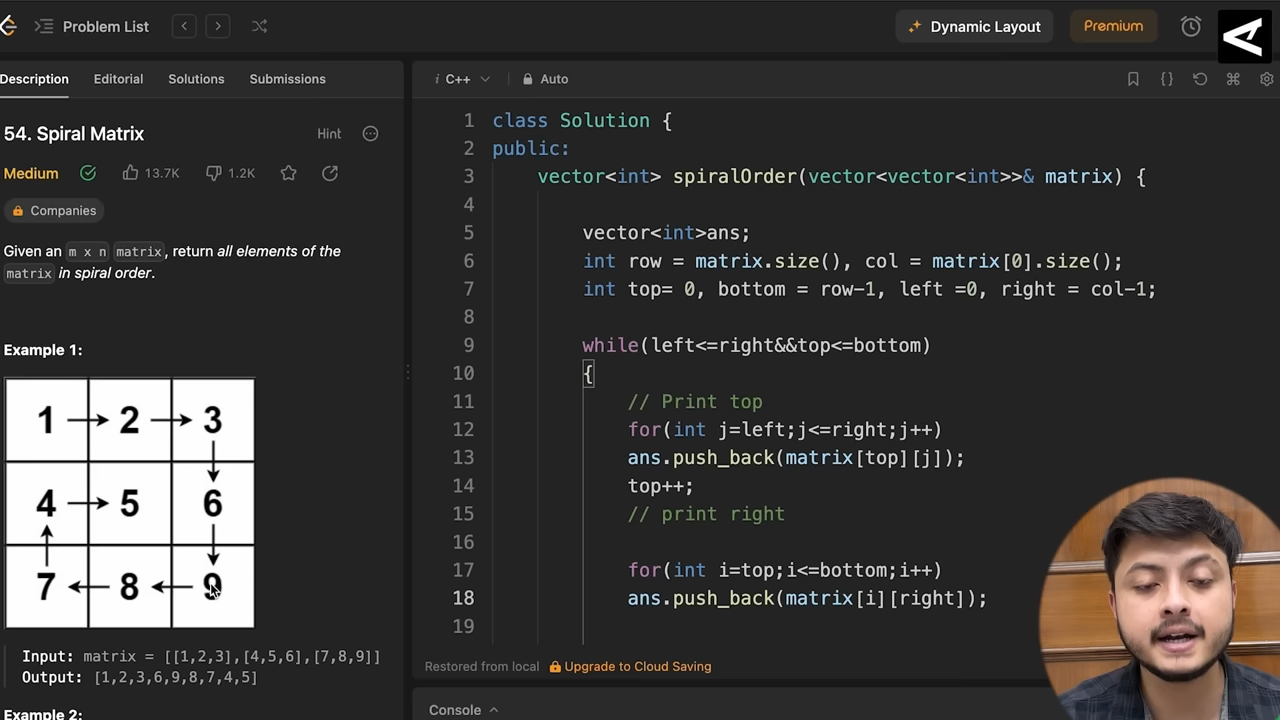 Problem List
Dynamic Layout
Premium
Description Editorial Solutions Submissions
54. Spiral Matrix
Hint
Medium 13.7K 1.2K
Companies
Given an m x n matrix, return all elements of the
matrix in spiral order.
Example 1:
1 2 3
4 5 6
7 8 9
Input: matrix = [[1,2,3],[4,5,6],[7,8,9]]
Output: [1,2,3,6,9,8,7,4,5]
Example 2:
i C++ Auto
1 class Solution {
2 public:
3 vector<int> spiralOrder(vector<vector<int>>& matrix) {
4
5 vector<int>ans;
6 int row = matrix.size(), col = matrix[0].size();
7 int top= 0, bottom = row-1, left =0, right = col-1;
8
9 while(left<=right&&top<=bottom)
10 {
11 // Print top
12 for(int j=left;j<=right;j++)
13 ans.push_back(matrix[top][j]);
14 top++;
15 // print right
16
17 for(int i=top;i<=bottom;i++)
18 ans.push_back(matrix[i][right]);
19
Restored from local Upgrade to Cloud Saving
Console